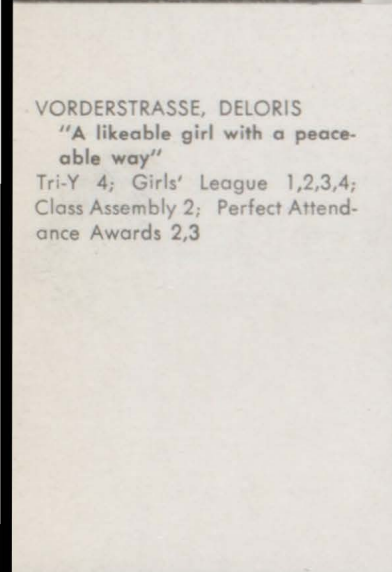 VORDERSTRASSE, DELORIS
"A likeable girl with a peace-
able way"
Tri-Y 4; Girls' League 1,2,3,4;
Class Assembly 2; Perfect Attend-
ance Awards 2,3